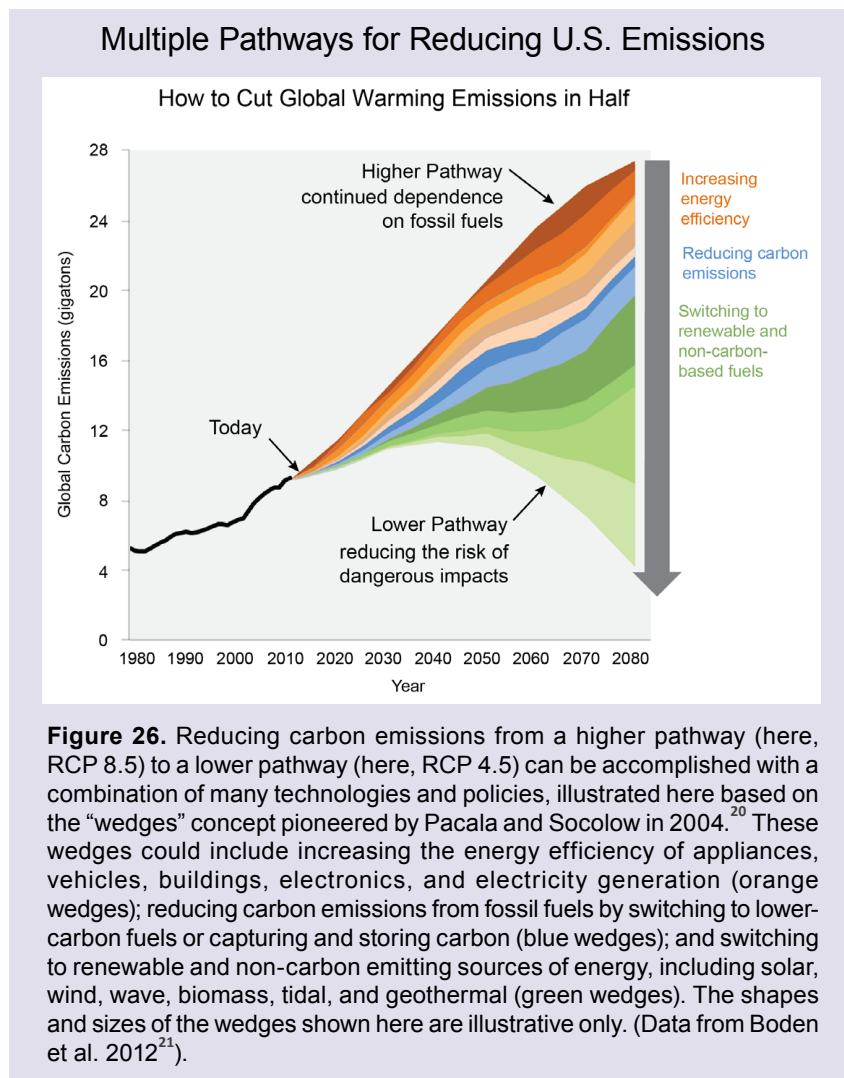 Multiple Pathways for Reducing U.S. Emissions
How to Cut Global Warming Emissions in Half
28
24
20
16
12
8
4
0
Global Carbon Emissions (gigatons)
Higher Pathway
continued dependence
on fossil fuels
Today
Lower Pathway
reducing the risk of
dangerous impacts
Increasing
energy
efficiency
Reducing carbon
emissions
Switching to
renewable and
non-carbon-
based fuels
1980 1990 2000 2010 2020 2030 2040 2050 2060 2070 2080
Year
Figure 26. Reducing carbon emissions from a higher pathway (here,
RCP 8.5) to a lower pathway (here, RCP 4.5) can be accomplished with a
combination of many technologies and policies, illustrated here based on
the “wedges” concept pioneered by Pacala and Socolow in 2004.20 These
wedges could include increasing the energy efficiency of appliances,
vehicles, buildings, electronics, and electricity generation (orange
wedges); reducing carbon emissions from fossil fuels by switching to lower-
carbon fuels or capturing and storing carbon (blue wedges); and switching
to renewable and non-carbon emitting sources of energy, including solar,
wind, wave, biomass, tidal, and geothermal (green wedges). The shapes
and sizes of the wedges shown here are illustrative only. (Data from Boden
et al. 201221).